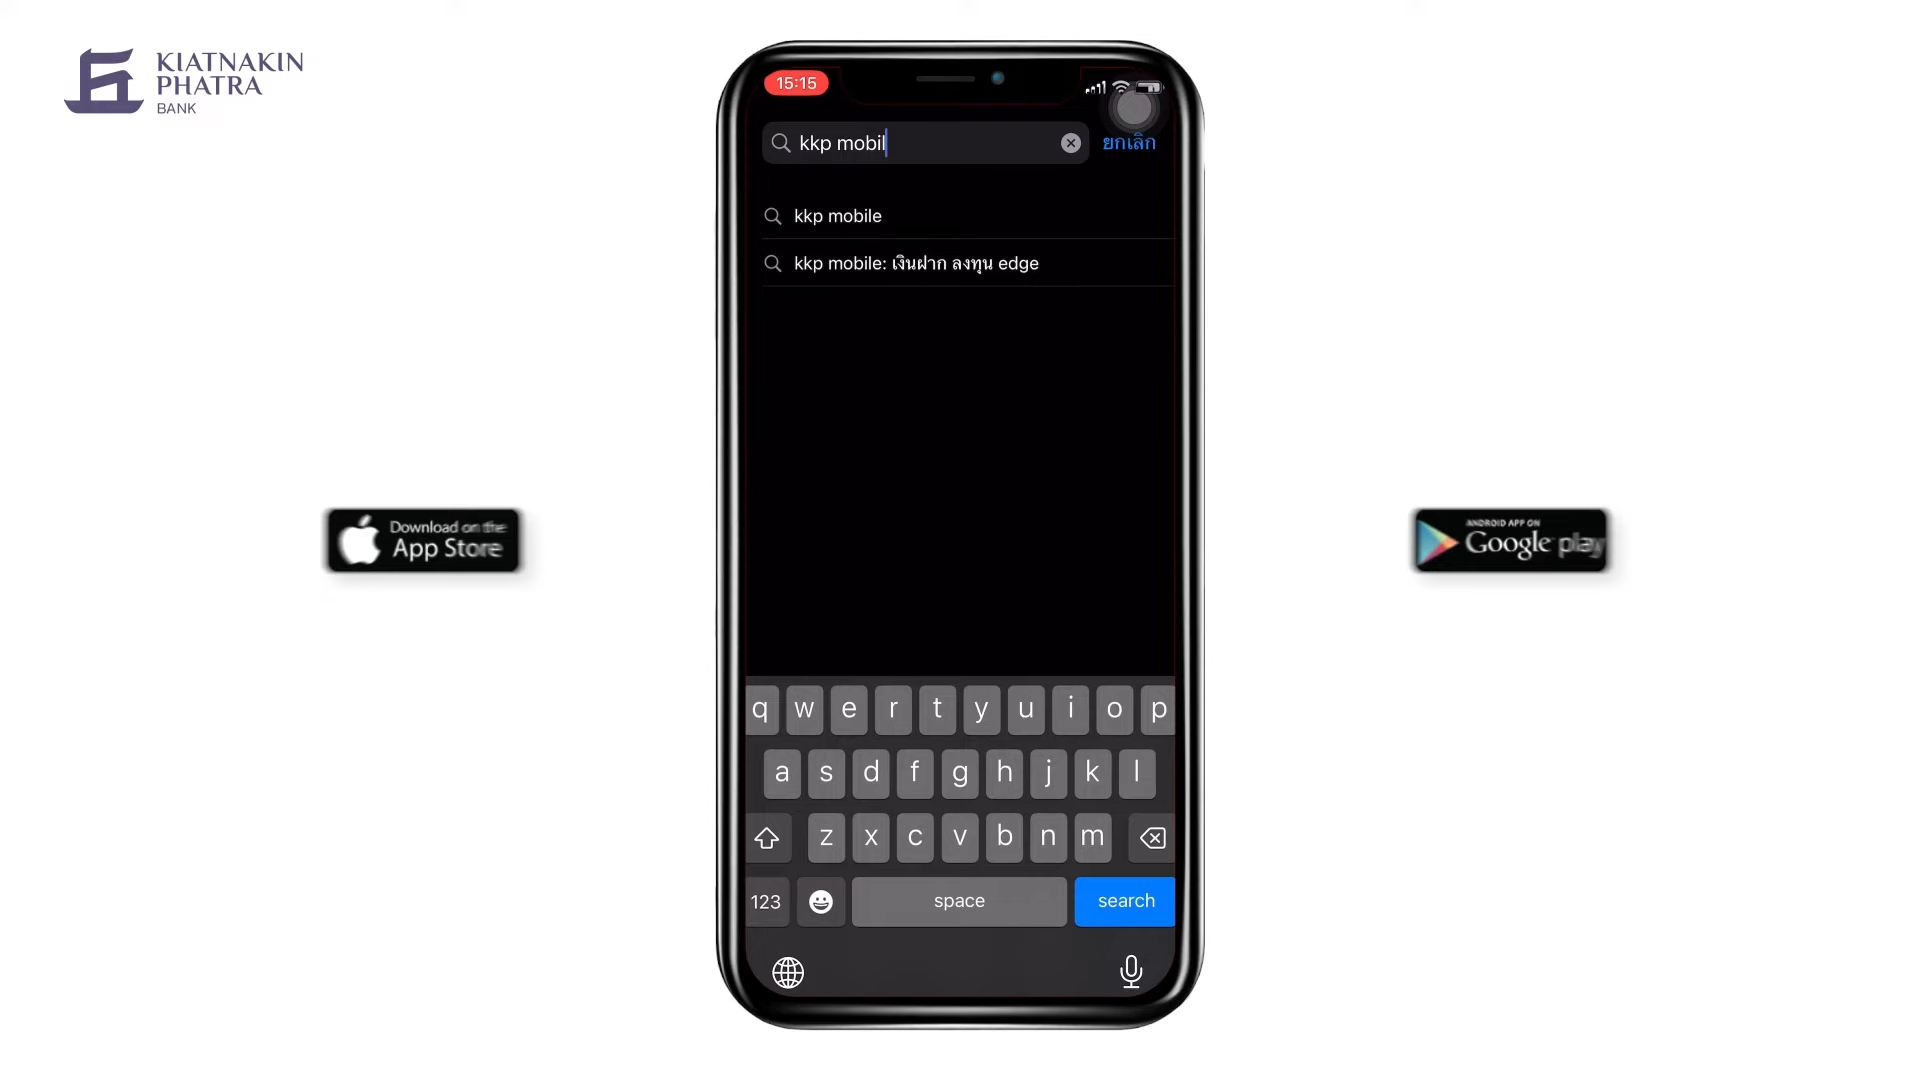 KIATNAKIN
PHATRA
BANK
15:15
kkp mobil
ยกเลิก
kkp mobile
kkp mobile: เงินฝาก ลงทุน edge
Download on the
App Store
ANDROID APP ON
Google play
q w e r t y u i o p
a s d f g h j k l
z x c v b n m
123 space search